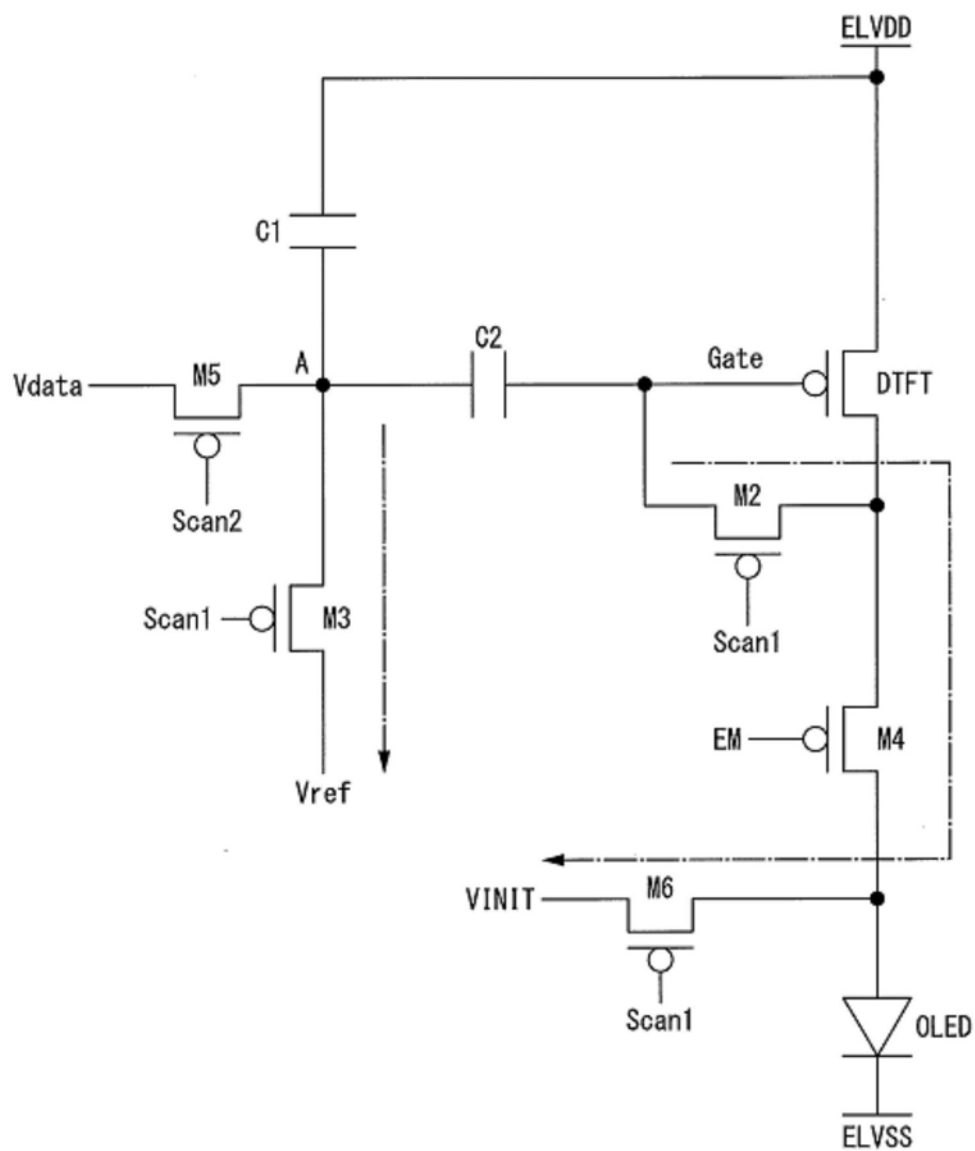 ELVDD
C1
C2
A
Gate
M5
Vdata
DTFT
M2
Scan2
Scan1
M3
Scan1
EM
M4
Vref
M6
VINIT
Scan1
OLED
ELVSS